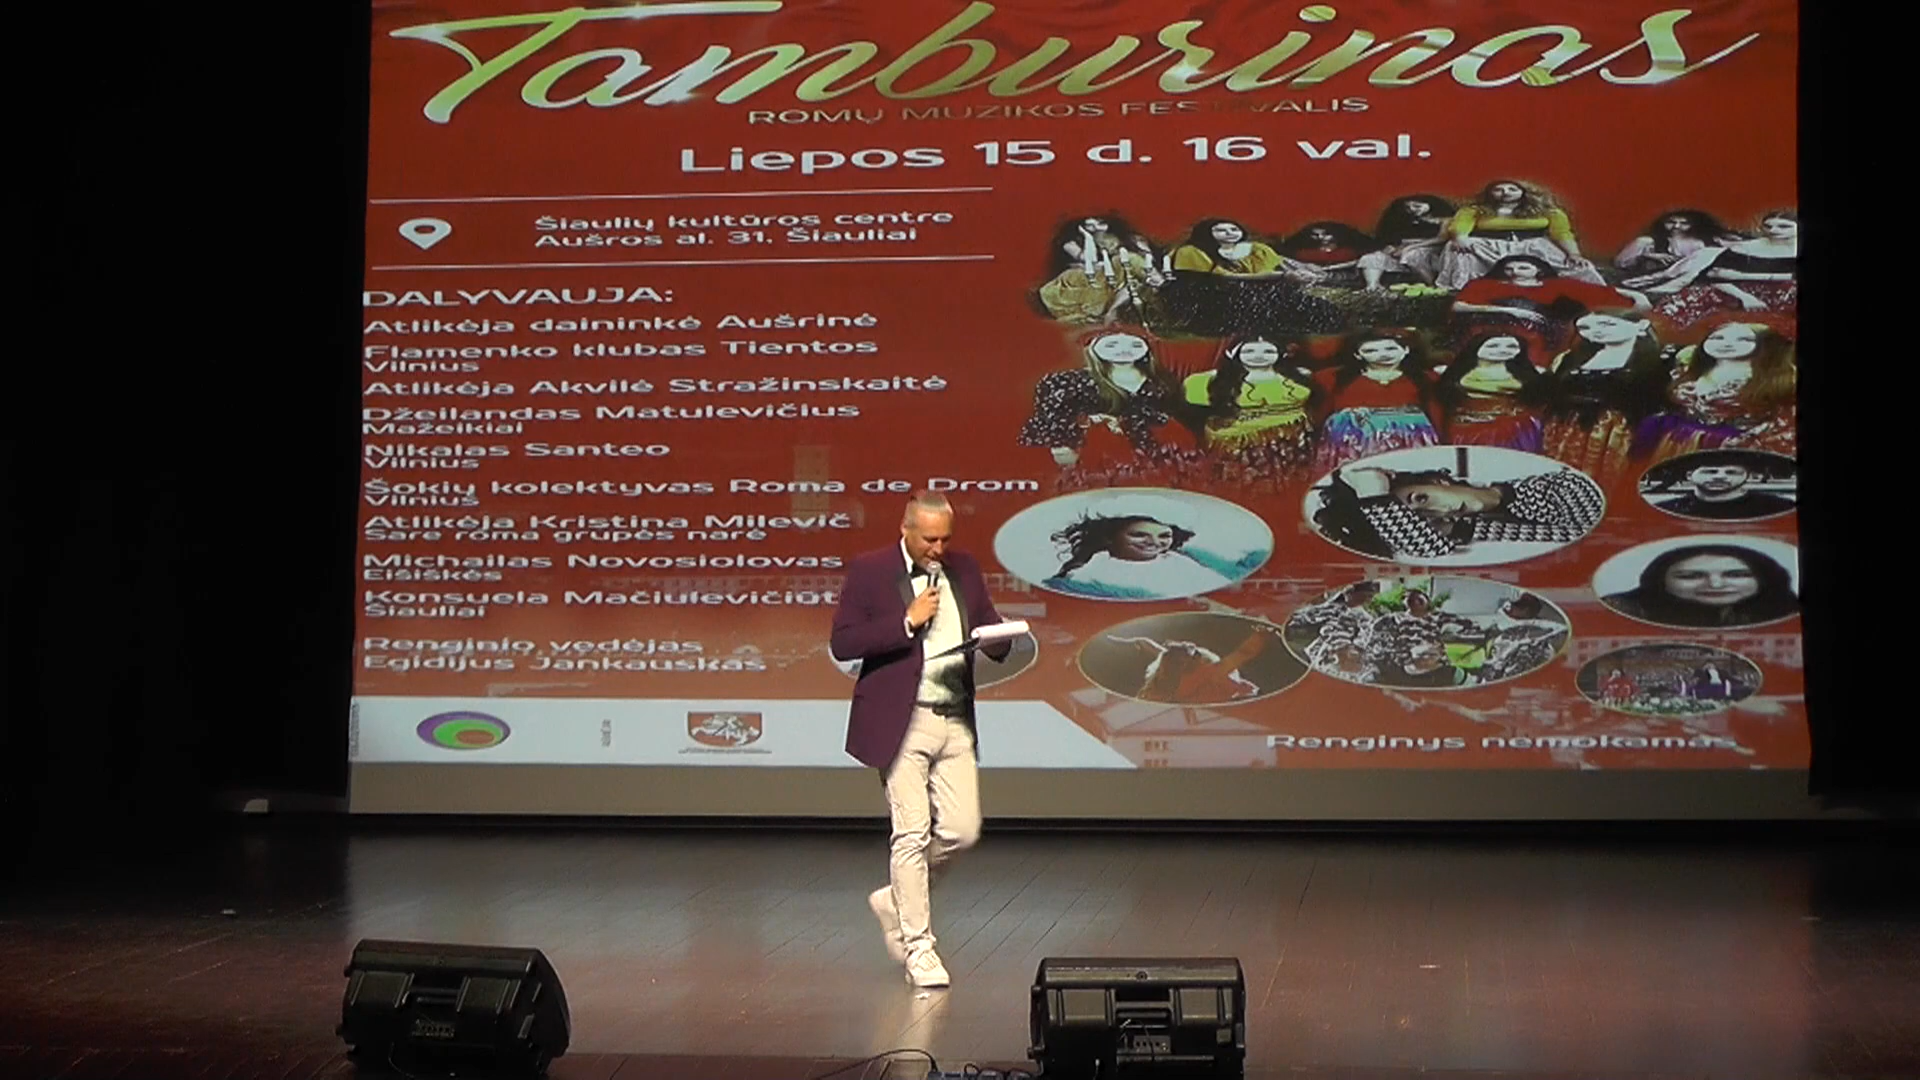 Tamburinas
ROMŲ MUZIKOS FESTIVALIS
Liepos 15 d. 16 val.
Šiaulių kultūros centre
Aušros al. 31, Šiauliai
DALYVAUJA:
Atlikėja dainininkė Aušrinė
Flamenko klubas Tientos
Vilnius
Atlikėja Akvilė Stražinskaitė
Džeilandas Matulevičius
Mažeikiai
Nikalas Santeo
Vilnius
Šokių kolektyvas Roma de Drom
Vilnius
Atlikėja Kristina Milevič
Sare roma grupės narė
Michailas Novosiolovas
Eišiškės
Konsuela Mačiulevičiūt
Šiauliai
Renginio vedėjas
Egidijus Jankauskas
Renginys nemokamas